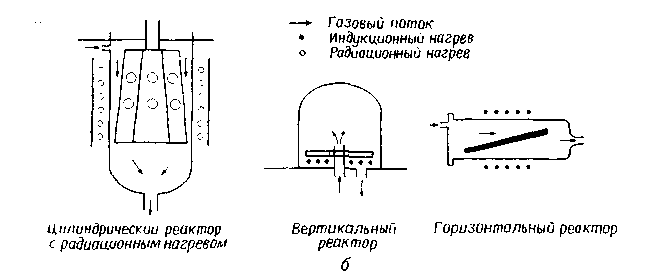 Газовый поток
Индукционный нагрев
Радиационный нагрев
Цилиндрический реактор
с радиационным нагревом
Вертикальный
реактор
Горизонтальный реактор
б